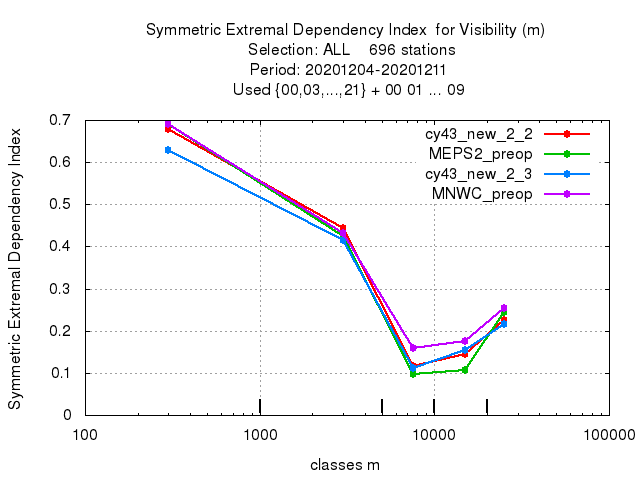 Symmetric Extremal Dependency Index  for Visibility (m)
Selection: ALL    696 stations
Period: 20201204-20201211
Used {00,03,...,21} + 00 01 ... 09
Symmetric Extremal Dependency Index
0.7
0.6
0.5
0.4
0.3
0.2
0.1
0
cy43_new_2_2
MEPS2_preop
cy43_new_2_3
MNWC_preop
100
1000
10000
100000
classes m